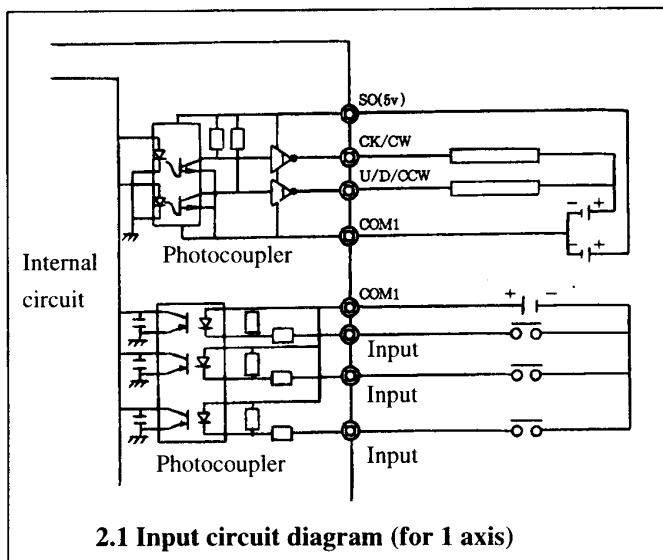 SO(5v)
CK/CW
U/D/CCW
COM1
- +
- +
Photocoupler
Internal
circuit
COM1
+ -
Input
Input
Input
Photocoupler
2.1 Input circuit diagram (for 1 axis)